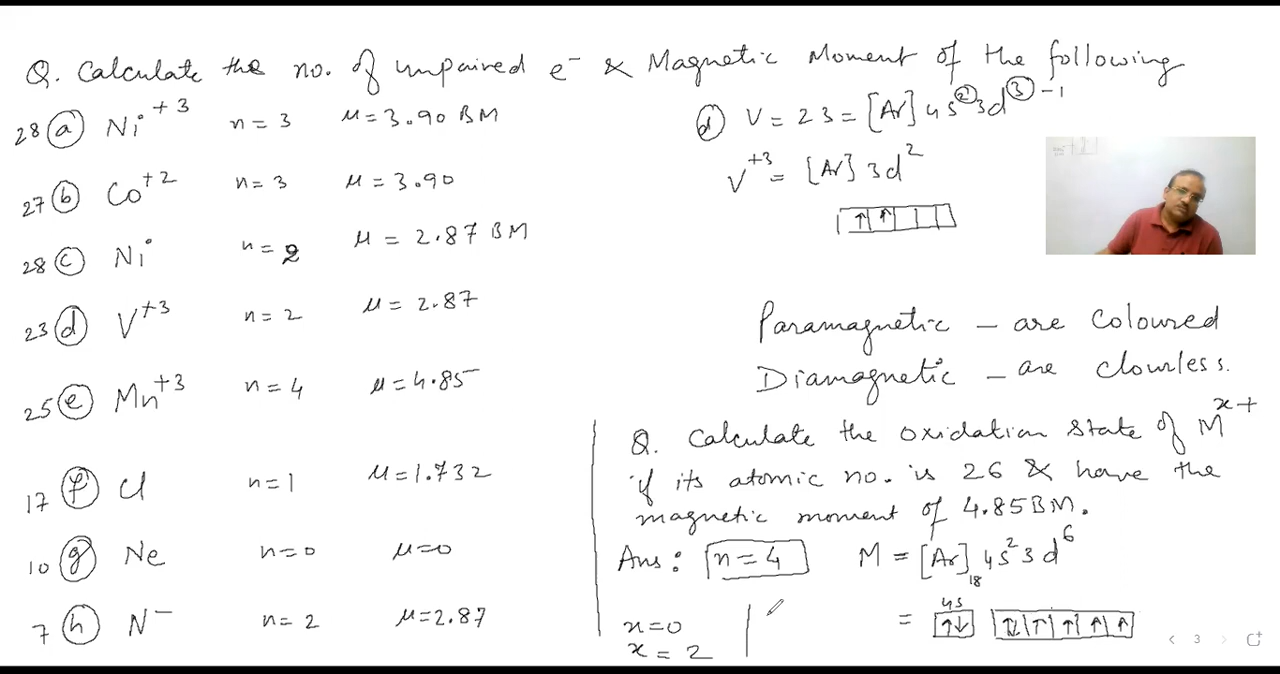 Q. Calculate the no. of unpaired e⁻ & Magnetic Moment of the following
28 (a) Ni⁺³ n = 3 μ = 3.90 BM
27 (b) Co⁺² n = 3 μ = 3.90
28 (c) Ni n = 2 μ = 2.87 BM
23 (d) V⁺³ n = 2 μ = 2.87
25 (e) Mn⁺³ n = 4 μ = 4.85
17 (f) Cl n = 1 μ = 1.732
10 (g) Ne n = 0 μ = 0
7 (h) N⁻ n = 2 μ = 2.87
(d) V = 23 = [Ar] 4s² 3d³ – 1
V⁺³ = [Ar] 3d²
↑ ↑
Paramagnetic – are coloured
Diamagnetic – are clourless.
Q. Calculate the oxidation state of Mˣ⁺
if its atomic no. is 26 & have the
magnetic moment of 4.85 BM.
Ans : n = 4 M = [Ar]₁₈ 4s² 3d⁶
4s
= ↑↓ ↑↓ ↑ ↑ ↑ ↑
x = 0
x = 2
< 3 >